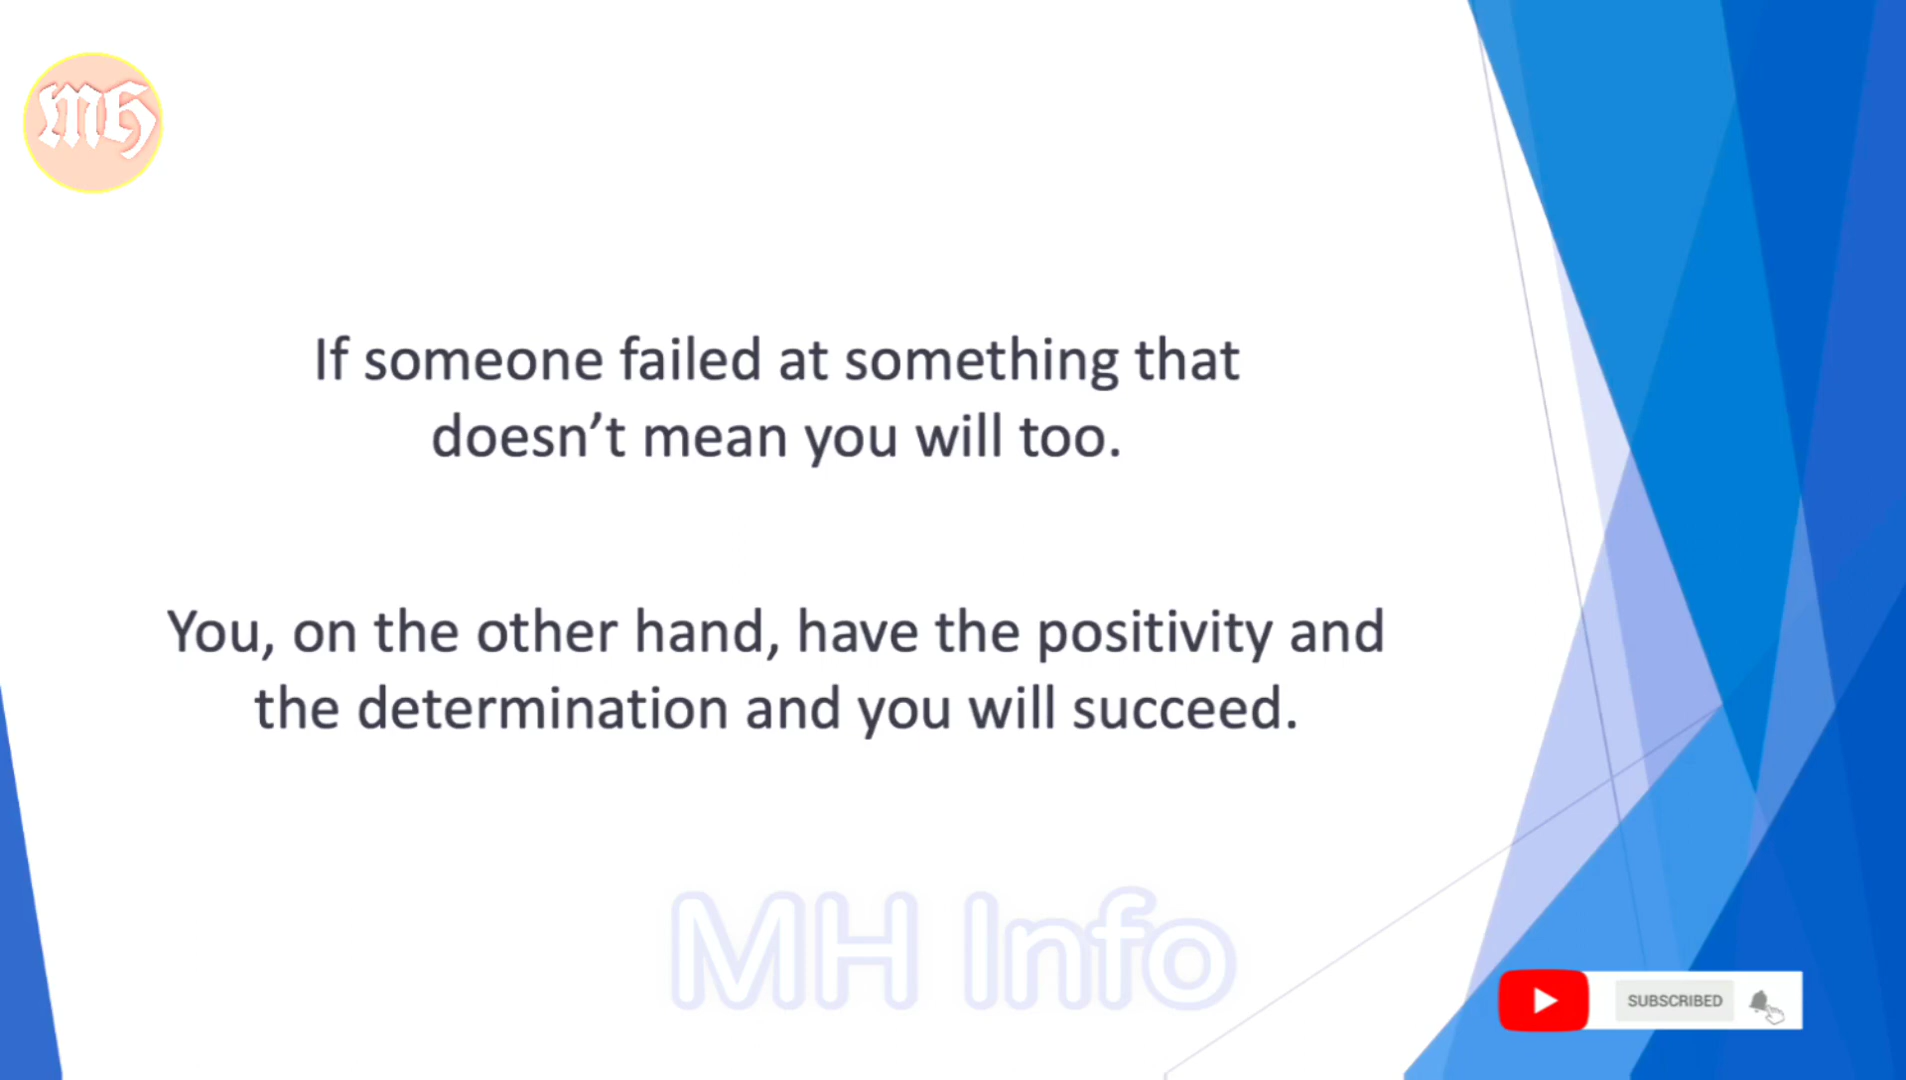 MH
If someone failed at something that
doesn’t mean you will too.
You, on the other hand, have the positivity and
the determination and you will succeed.
MH Info
SUBSCRIBED